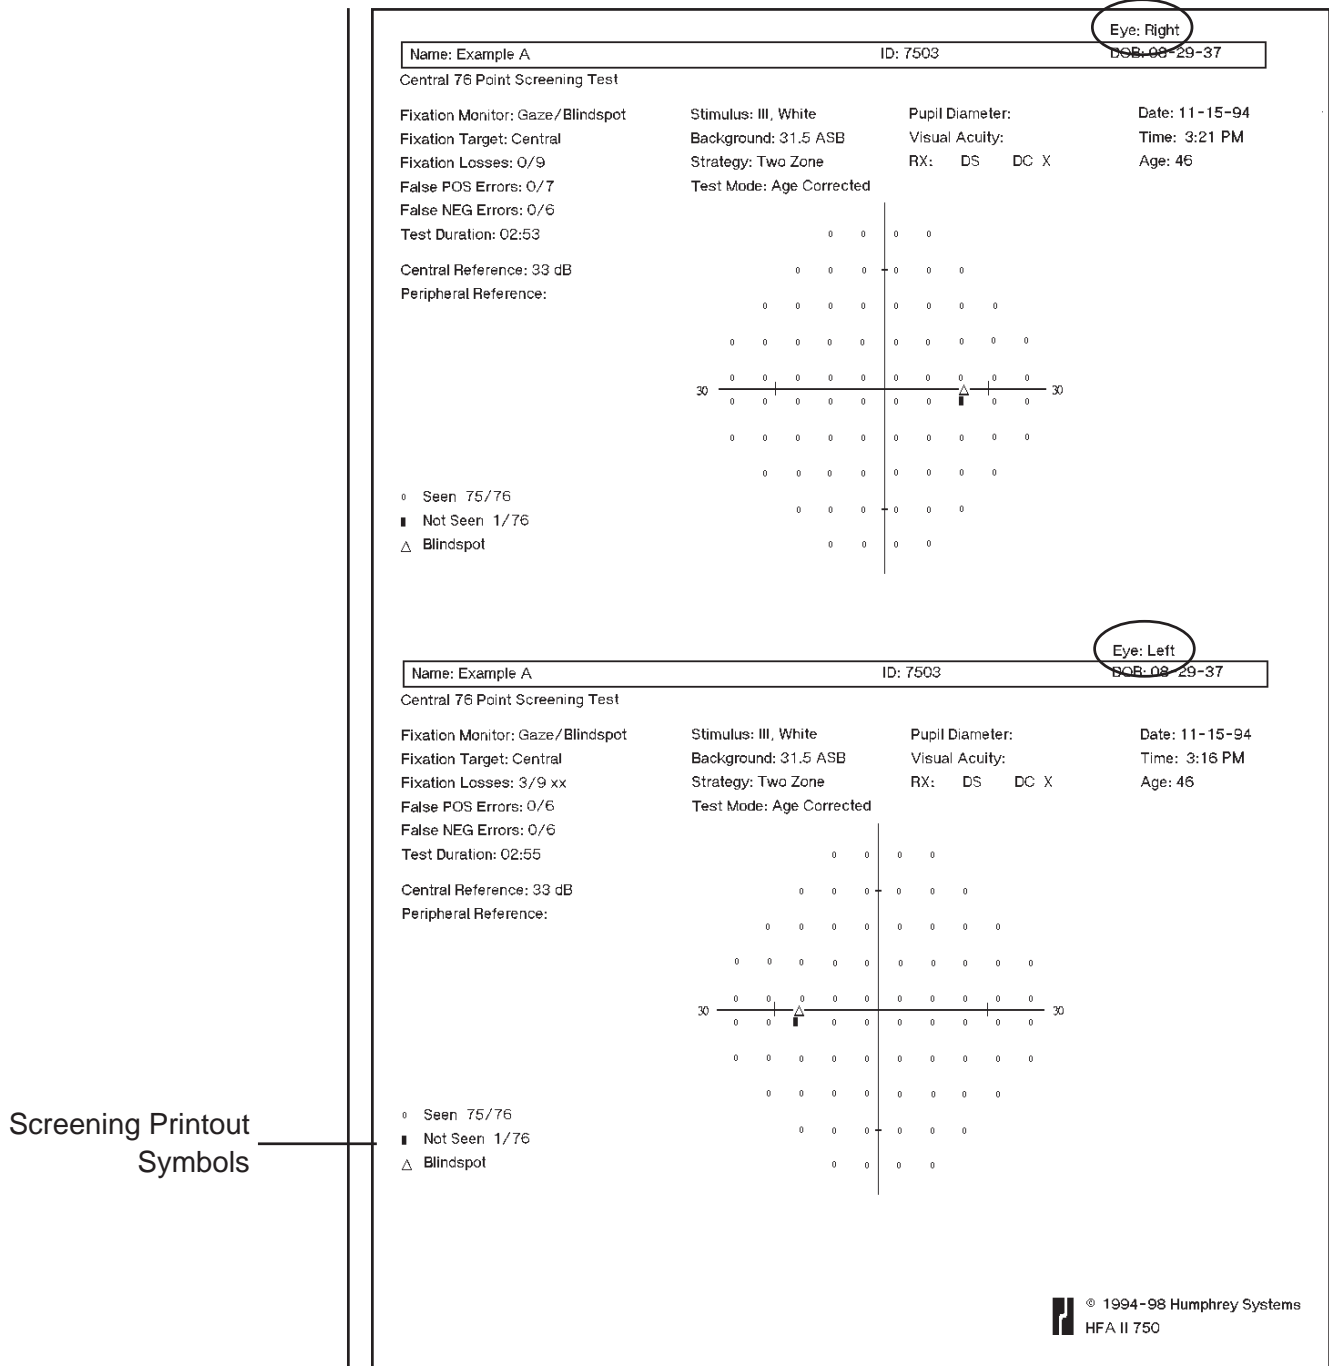 Eye: Right
Name: Example A ID: 7503 DOB: 08-29-37
Central 76 Point Screening Test
Fixation Monitor: Gaze/Blindspot Stimulus: III, White Pupil Diameter: Date: 11-15-94
Fixation Target: Central Background: 31.5 ASB Visual Acuity: Time: 3:21 PM
Fixation Losses: 0/9 Strategy: Two Zone RX: DS DC X Age: 46
False POS Errors: 0/7 Test Mode: Age Corrected
False NEG Errors: 0/6
Test Duration: 02:53
Central Reference: 33 dB
Peripheral Reference:
30 30
o Seen 75/76
▮ Not Seen 1/76
△ Blindspot
Eye: Left
Name: Example A ID: 7503 DOB: 08-29-37
Central 76 Point Screening Test
Fixation Monitor: Gaze/Blindspot Stimulus: III, White Pupil Diameter: Date: 11-15-94
Fixation Target: Central Background: 31.5 ASB Visual Acuity: Time: 3:16 PM
Fixation Losses: 3/9 xx Strategy: Two Zone RX: DS DC X Age: 46
False POS Errors: 0/6 Test Mode: Age Corrected
False NEG Errors: 0/6
Test Duration: 02:55
Central Reference: 33 dB
Peripheral Reference:
30 30
Screening Printout
Symbols
o Seen 75/76
▮ Not Seen 1/76
△ Blindspot
© 1994-98 Humphrey Systems
HFA II 750